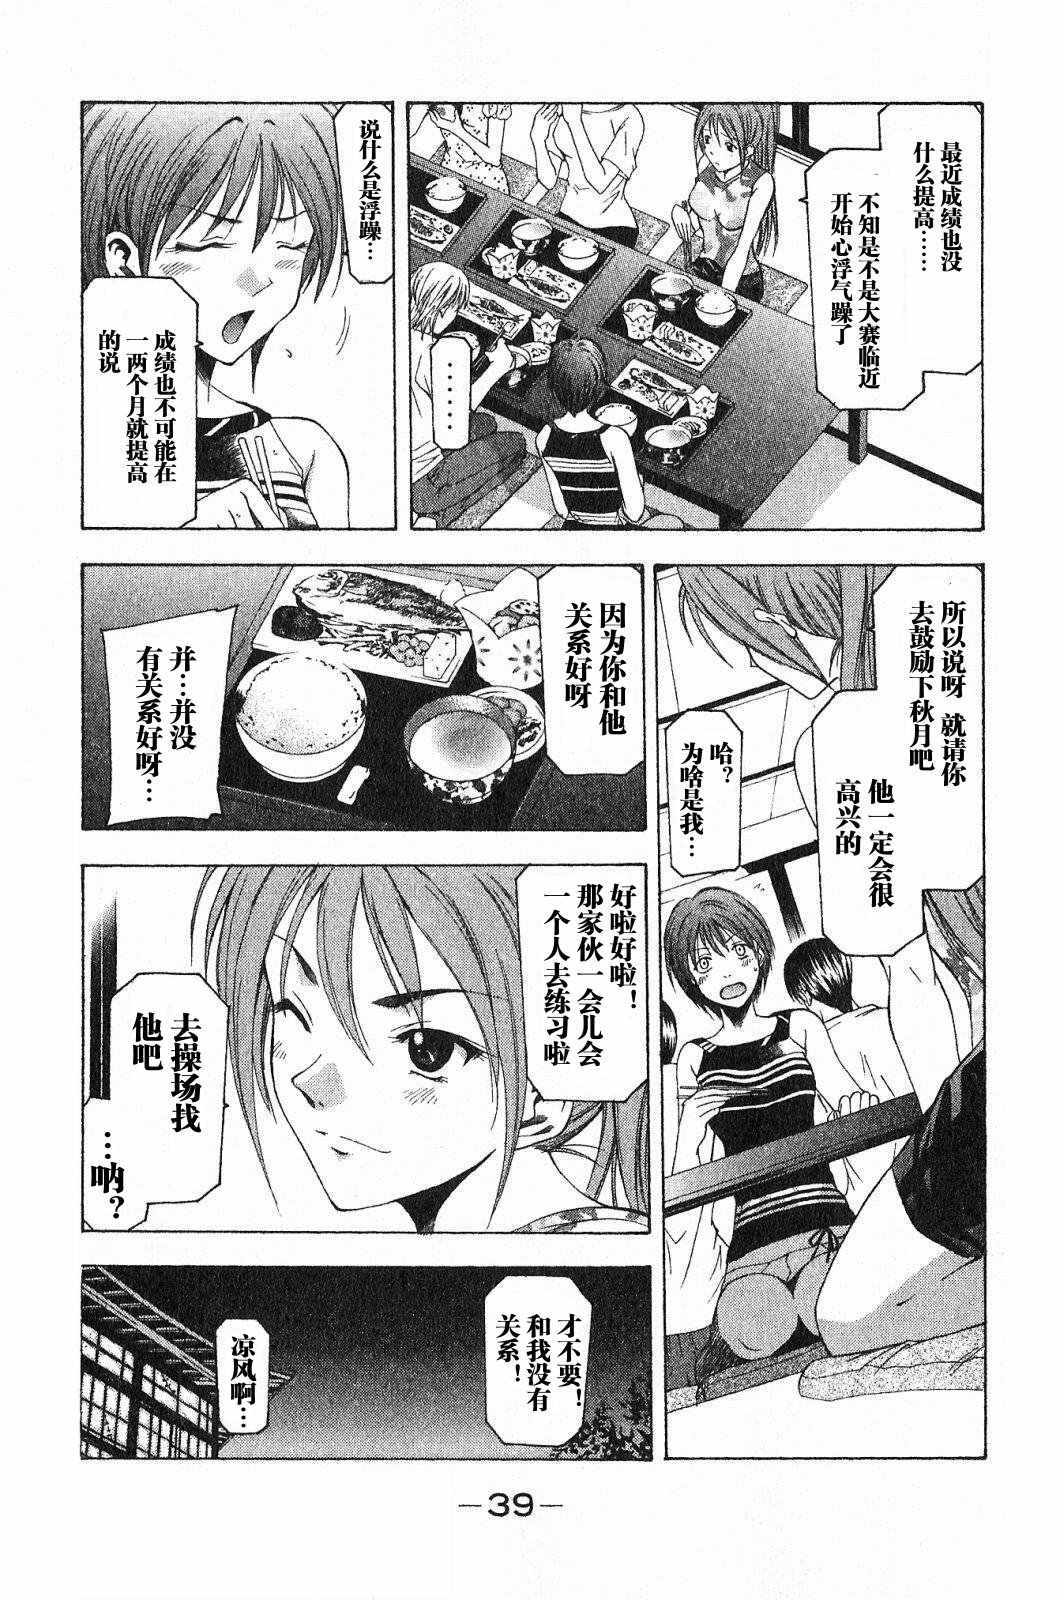 最近成绩也没
什么提高……
不知是不是大赛临近
开始心浮气躁了
……
说什么是浮躁…
成绩也不可能在
一两个月就提高
的说
所以说呀 就请你
去鼓励下秋月吧
他一定会很
高兴的
哈?
为啥是我…
因为你和他
关系好呀
并…并没
有关系好呀…
好啦好啦!
那家伙一会儿会
一个人去练习啦
去操场找
他吧
…呐?
才不要!
和我没有
关系!
凉风啊…
—39—